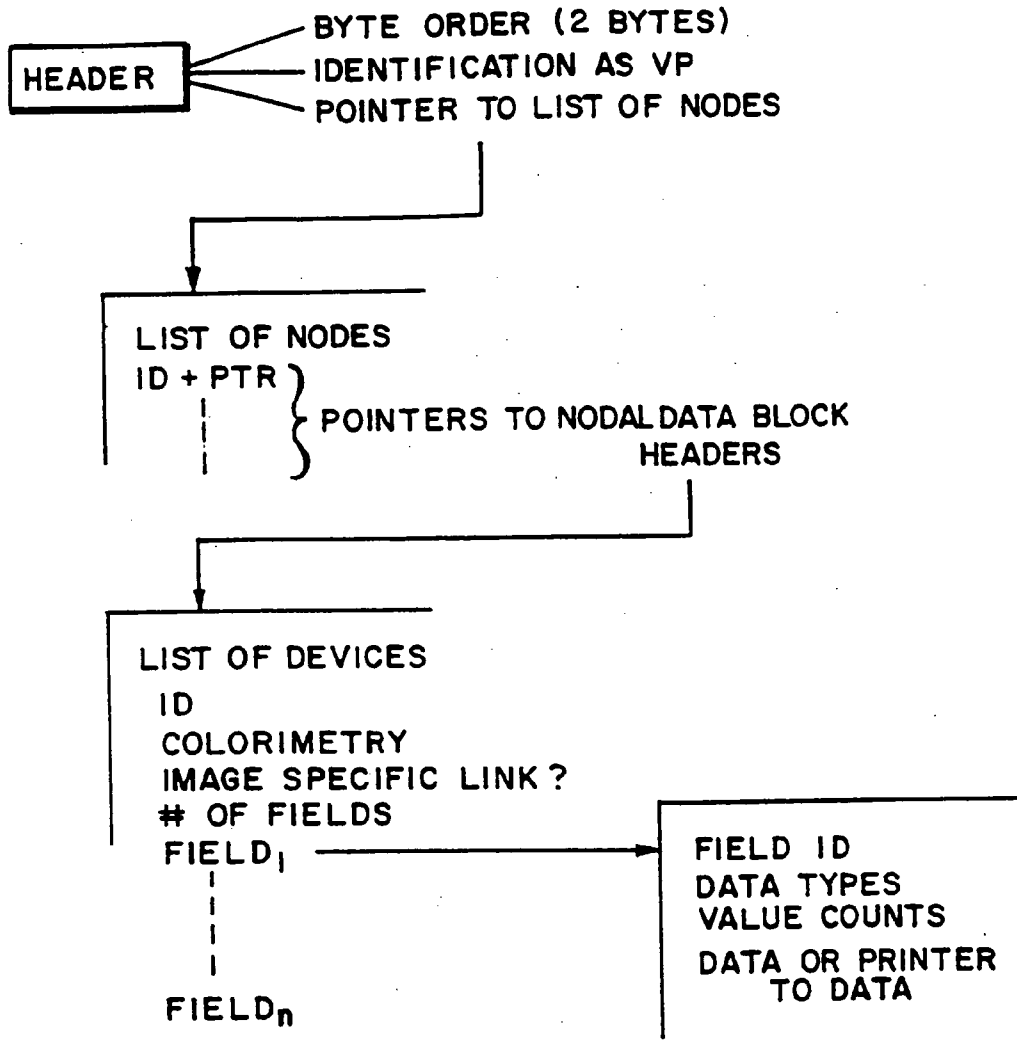 HEADER
BYTE ORDER (2 BYTES)
IDENTIFICATION AS VP
POINTER TO LIST OF NODES
LIST OF NODES
ID + PTR
POINTERS TO NODAL DATA BLOCK
HEADERS
LIST OF DEVICES
ID
COLORIMETRY
IMAGE SPECIFIC LINK?
# OF FIELDS
FIELD1
FIELDn
FIELD ID
DATA TYPES
VALUE COUNTS
DATA OR PRINTER
TO DATA